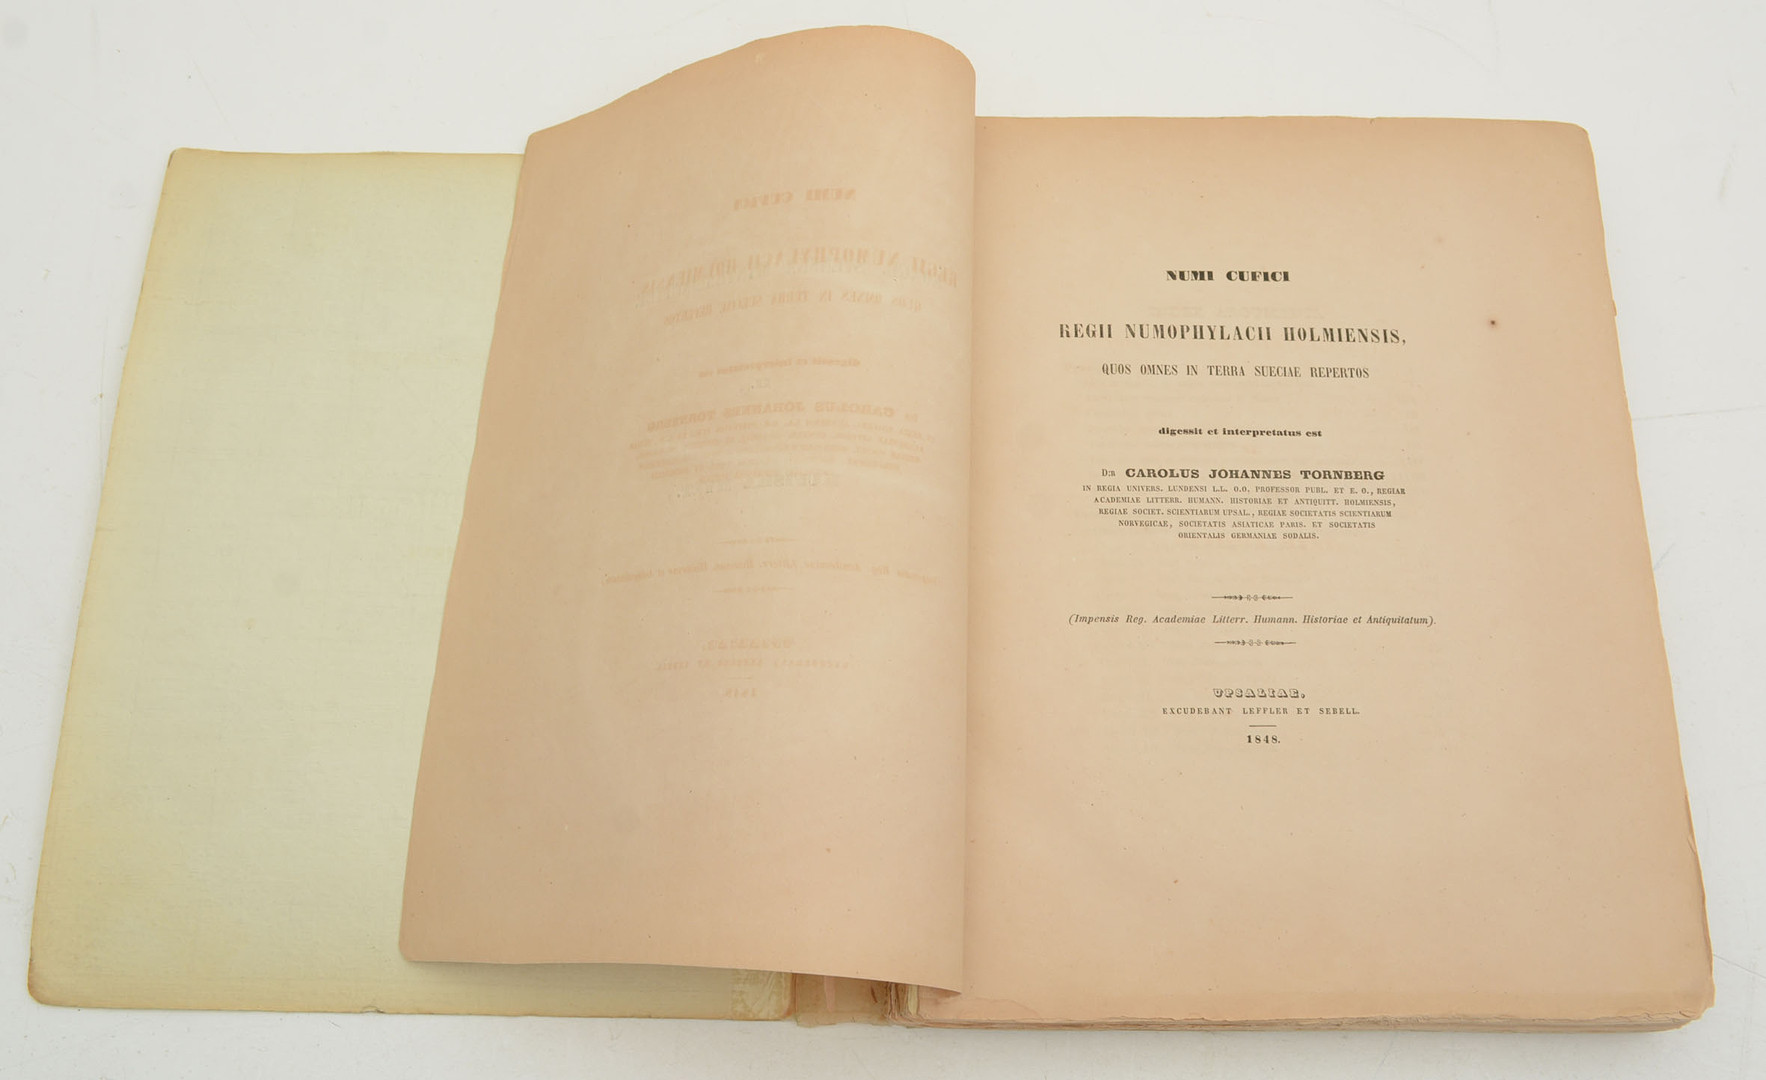 NUMI CUFICI
REGII NUMOPHYLACII HOLMIENSIS,
QUOS OMNES IN TERRA SUECIAE REPERTOS
digessit et interpretatus est
D:R CAROLUS JOHANNES TORNBERG
IN REGIA UNIVERS. LUNDENSI L.L. O.O. PROFESSOR PUBL. ET E. O., REGIAE
ACADEMIAE LITTERR. HUMANN. HISTORIAE ET ANTIQUITT. HOLMIENSIS,
REGIAE SOCIET. SCIENTIARUM UPSAL., REGIAE SOCIETATIS SCIENTIARUM
NORVEGICAE, SOCIETATIS ASIATICAE PARIS. ET SOCIETATIS
ORIENTALIS GERMANIAE SODALIS.
(Impensis Reg. Academiae Litterr. Humann. Historiae et Antiquitatum).
UPSALIAE,
EXCUDEBANT LEFFLER ET SEBELL.
1848.